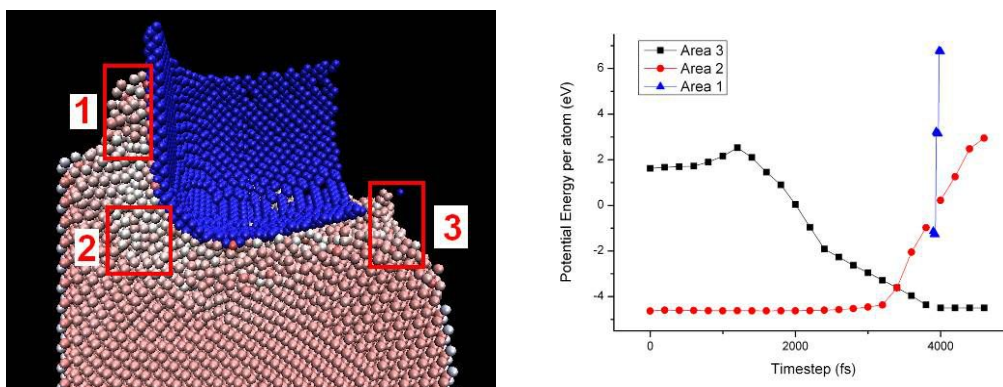 1
2
3
Area 3
Area 2
Area 1
Potential Energy per atom (eV)
6
4
2
0
-2
-4
0
2000
4000
Timestep (fs)